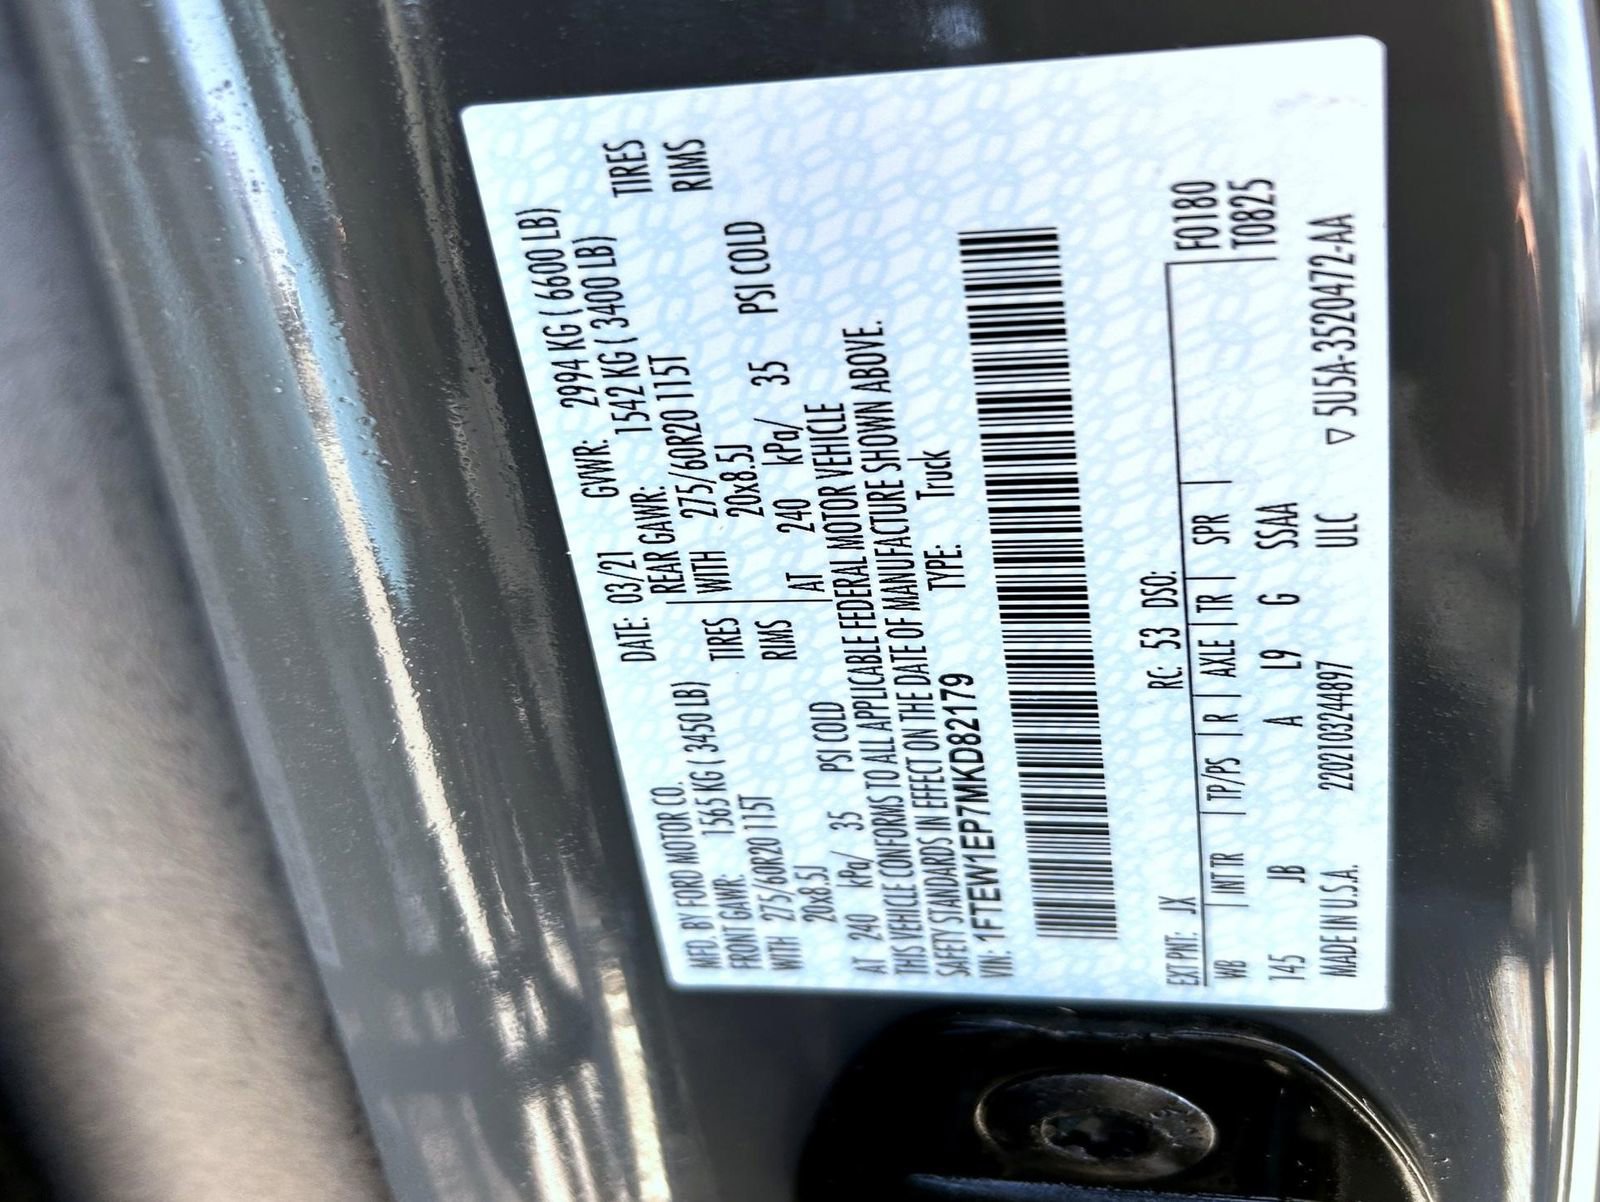 MFD. BY FORD MOTOR CO. DATE: 03/21 GVWR: 2994 KG ( 6600 LB)
FRONT GAWR: 1565 KG ( 3450 LB) REAR GAWR: 1542 KG ( 3400 LB)
WITH 275/60R20 115T TIRES WITH 275/60R20 115T TIRES
20x8.5J RIMS 20x8.5J RIMS
AT 240 kPa/ 35 PSI COLD AT 240 kPa/ 35 PSI COLD
THIS VEHICLE CONFORMS TO ALL APPLICABLE FEDERAL MOTOR VEHICLE
SAFETY STANDARDS IN EFFECT ON THE DATE OF MANUFACTURE SHOWN ABOVE.
VIN: 1FTEW1EP7MKD82179 TYPE: Truck
EXT PNT: JX RC: 53 DSO:
WB INT TR TP/PS R AXLE TR SPR F0180
T0825
145 JB A L9 G SSAA
MADE IN U.S.A. 220210324489? ULC ▽ 5U5A-3520472-AA